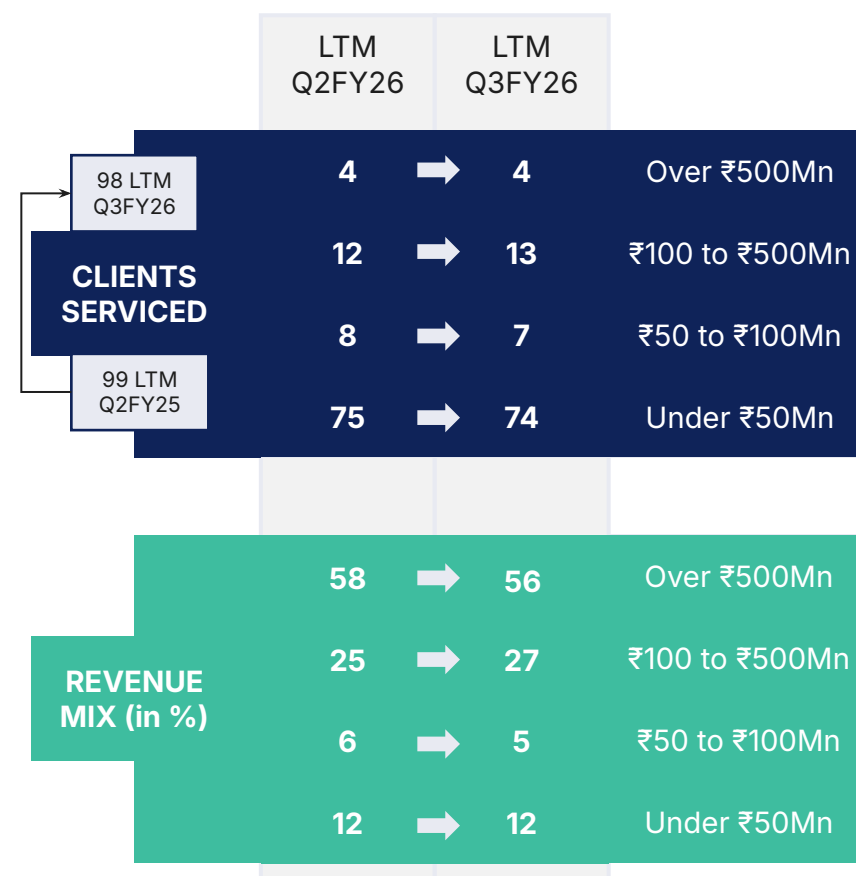 LTM
Q2FY26
LTM
Q3FY26
98 LTM
Q3FY26
CLIENTS
SERVICED
99 LTM
Q2FY25
4 4 Over ₹500Mn
12 13 ₹100 to ₹500Mn
8 7 ₹50 to ₹100Mn
75 74 Under ₹50Mn
REVENUE
MIX (in %)
58 56 Over ₹500Mn
25 27 ₹100 to ₹500Mn
6 5 ₹50 to ₹100Mn
12 12 Under ₹50Mn